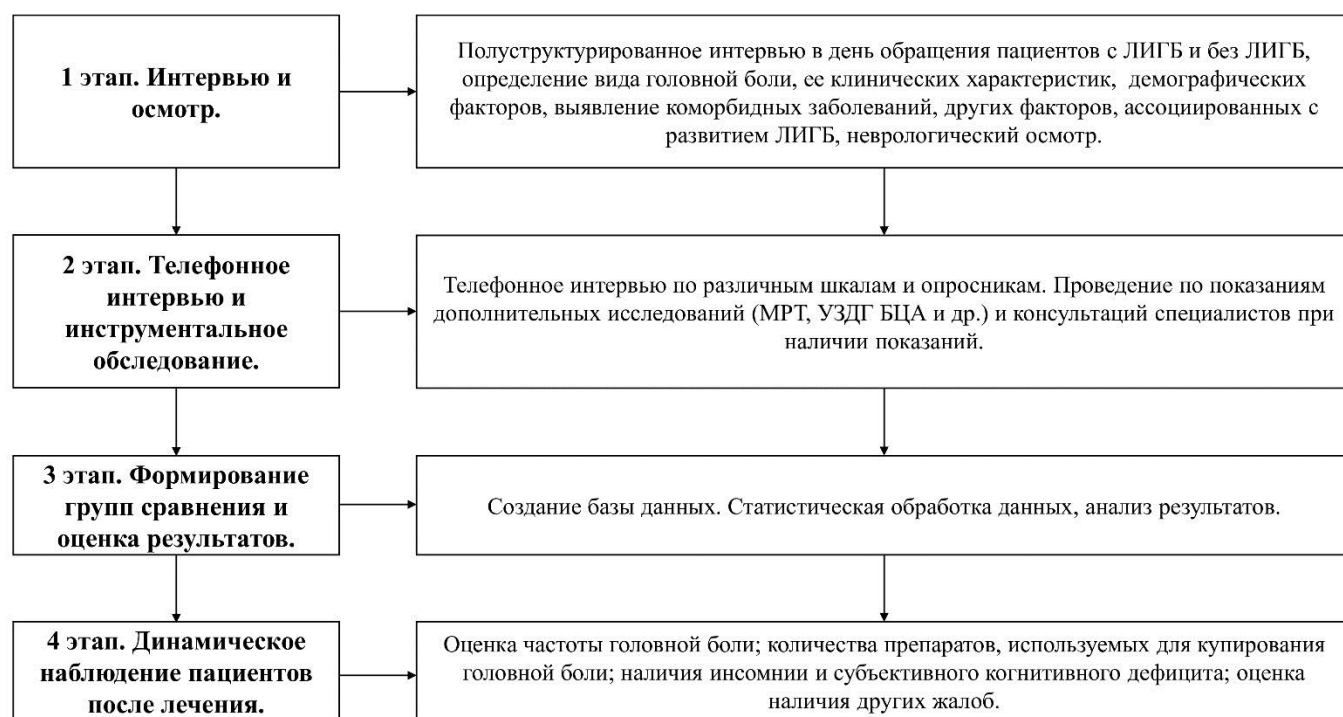 1 этап. Интервью и
осмотр.
Полуструктурированное интервью в день обращения пациентов с ЛИГБ и без ЛИГБ,
определение вида головной боли, ее клинических характеристик, демографических
факторов, выявление коморбидных заболеваний, других факторов, ассоциированных с
развитием ЛИГБ, неврологический осмотр.
2 этап. Телефонное
интервью и
инструментальное
обследование.
Телефонное интервью по различным шкалам и опросникам. Проведение по показаниям
дополнительных исследований (МРТ, УЗДГ БЦА и др.) и консультаций специалистов при
наличии показаний.
3 этап. Формирование
групп сравнения и
оценка результатов.
Создание базы данных. Статистическая обработка данных, анализ результатов.
4 этап. Динамическое
наблюдение пациентов
после лечения.
Оценка частоты головной боли; количества препаратов, используемых для купирования
головной боли; наличия инсомнии и субъективного когнитивного дефицита; оценка
наличия других жалоб.